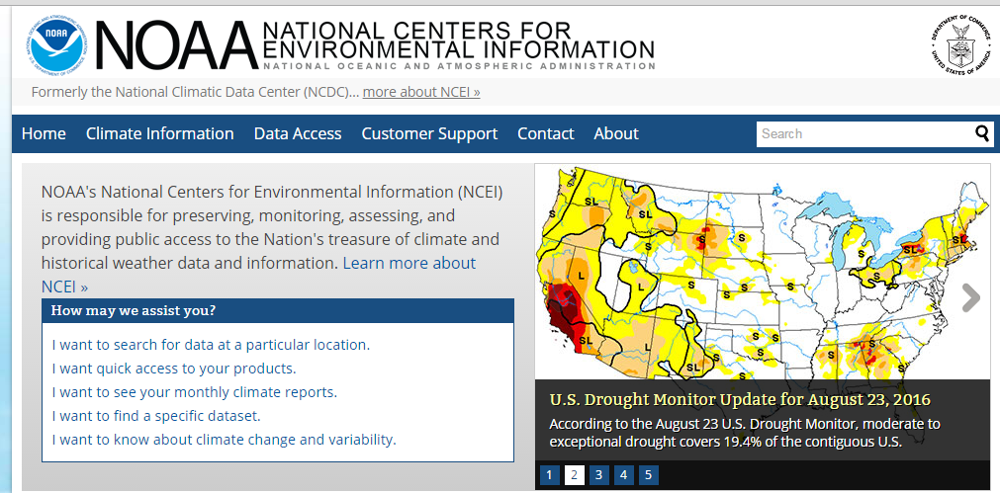 NOAA
NOAA
NATIONAL CENTERS FOR
ENVIRONMENTAL INFORMATION
NATIONAL OCEANIC AND ATMOSPHERIC ADMINISTRATION
DEPARTMENT OF COMMERCE
UNITED STATES OF AMERICA
Formerly the National Climatic Data Center (NCDC)... more about NCEI »
Home Climate Information Data Access Customer Support Contact About Search
NOAA's National Centers for Environmental Information (NCEI)
is responsible for preserving, monitoring, assessing, and
providing public access to the Nation's treasure of climate and
historical weather data and information. Learn more about
NCEI »
How may we assist you?
I want to search for data at a particular location.
I want quick access to your products.
I want to see your monthly climate reports.
I want to find a specific dataset.
I want to know about climate change and variability.
SL
S
SL
S
S
S
S
SL
SL
S
L
L
S
S
S
S
SL
L
SL
S
S
S
S
S
S
S
S
U.S. Drought Monitor Update for August 23, 2016
According to the August 23 U.S. Drought Monitor, moderate to
exceptional drought covers 19.4% of the contiguous U.S.
1 2 3 4 5